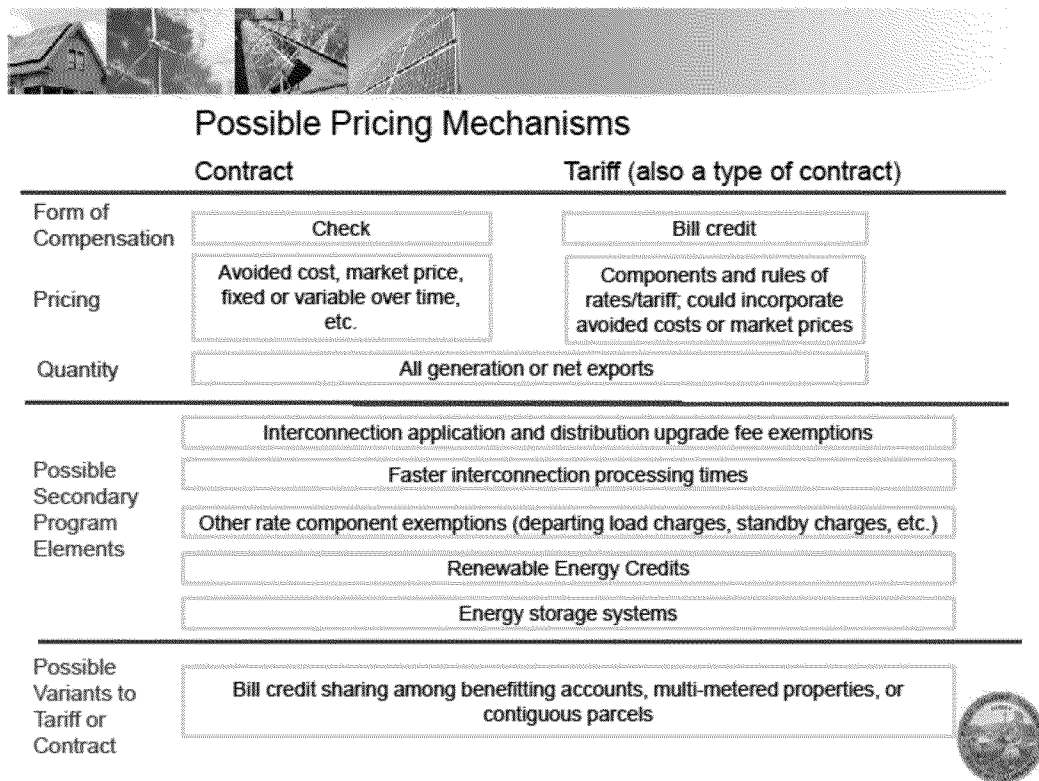 Possible Pricing Mechanisms
Contract
Tariff (also a type of contract)
Form of
Compensation
Check
Bill credit
Pricing
Avoided cost, market price,
fixed or variable over time,
etc.
Components and rules of
rates/tariff; could incorporate
avoided costs or market prices
Quantity
All generation or net exports
Possible
Secondary
Program
Elements
Interconnection application and distribution upgrade fee exemptions
Faster interconnection processing times
Other rate component exemptions (departing load charges, standby charges, etc.)
Renewable Energy Credits
Energy storage systems
Possible
Variants to
Tariff or
Contract
Bill credit sharing among benefitting accounts, multi-metered properties, or
contiguous parcels